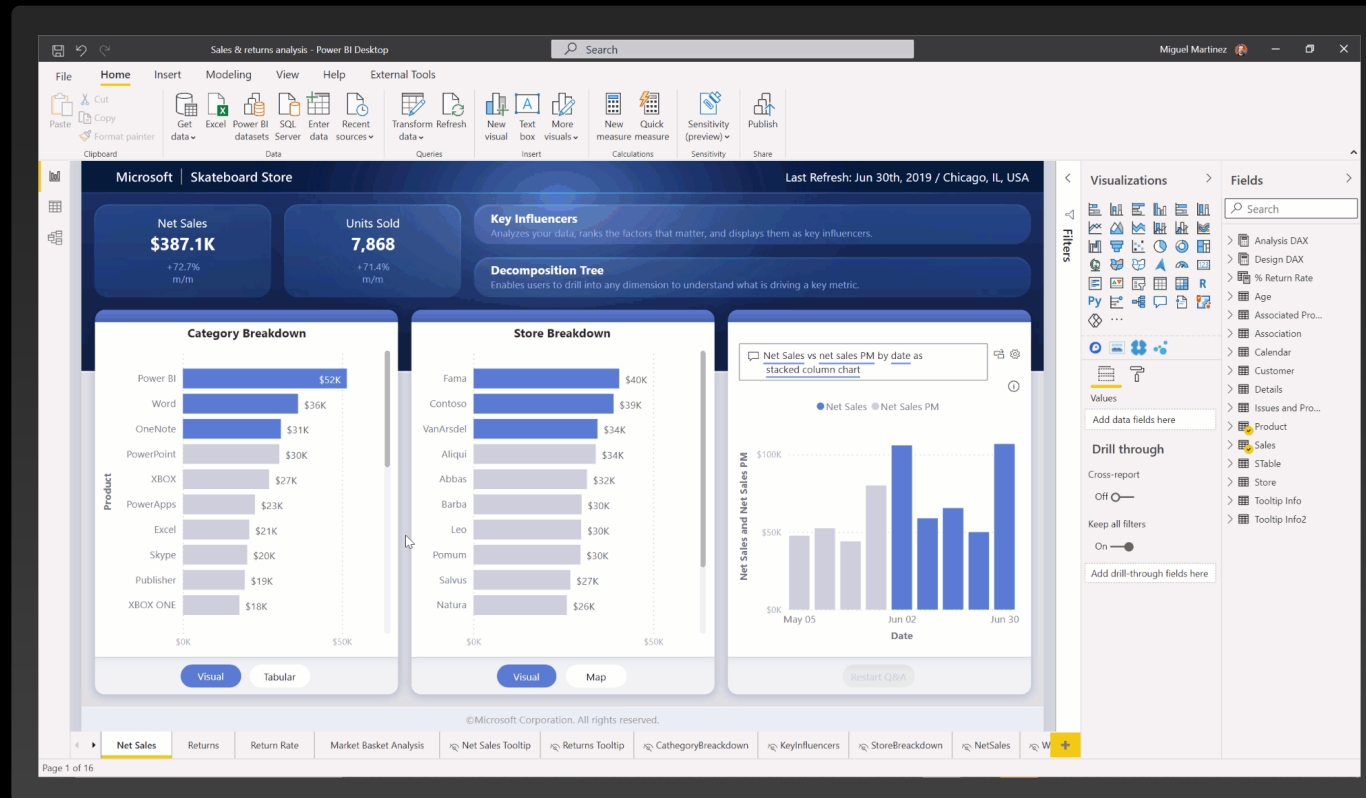 Sales & returns analysis - Power BI Desktop
Search
Miguel Martinez
File Home Insert Modeling View Help External Tools
Paste
Cut
Copy
Format painter
Get data
Excel
Power BI datasets
SQL Server
Enter data
Recent sources
Transform data
Refresh
New visual
Text box
More visuals
New measure
Quick measure
Sensitivity (preview)
Publish
Clipboard
Data
Queries
Insert
Calculations
Sensitivity
Share
Microsoft | Skateboard Store
Last Refresh: Jun 30th, 2019 / Chicago, IL, USA
Net Sales
$387.1K
+72.7%
m/m
Units Sold
7,868
+71.4%
m/m
Key Influencers
Analyzes your data, ranks the factors that matter, and displays them as key influencers.
Decomposition Tree
Enables users to drill into any dimension to understand what is driving a key metric.
Category Breakdown
Product
Power BI $52K
Word $36K
OneNote $31K
PowerPoint $30K
XBOX $27K
PowerApps $23K
Excel $21K
Skype $20K
Publisher $19K
XBOX ONE $18K
$0K $50K
Visual Tabular
Store Breakdown
Fama $40K
Contoso $39K
VanArsdel $34K
Aliqui $34K
Abbas $32K
Barba $30K
Leo $30K
Pomum $30K
Salvus $27K
Natura $26K
$0K $50K
Visual Map
Net Sales vs net sales PM by date as
stacked column chart
Net Sales Net Sales PM
Net Sales and Net Sales PM
$100K
$50K
$0K
May 05 Jun 02 Jun 30
Date
Restart Q&A
©Microsoft Corporation. All rights reserved.
Filters
Visualizations
R
Py
Values
Add data fields here
Drill through
Cross-report
Off
Keep all filters
On
Add drill-through fields here
Fields
Search
Analysis DAX
Design DAX
% Return Rate
Age
Associated Pro...
Association
Calendar
Customer
Details
Issues and Pro...
Product
Sales
STable
Store
Tooltip Info
Tooltip Info2
Net Sales Returns Return Rate Market Basket Analysis Net Sales Tooltip Returns Tooltip CathegoryBreackdown KeyInfluencers StoreBreackdown NetSales W
Page 1 of 16